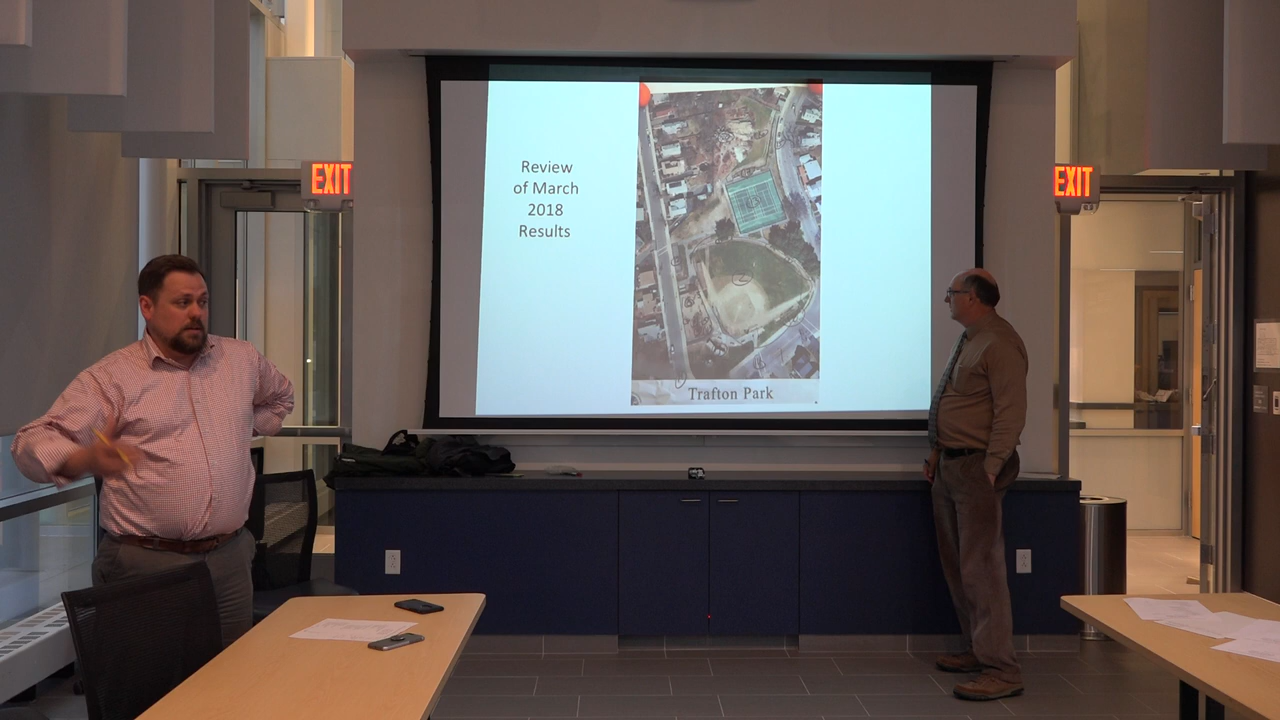 EXIT
Review
of March
2018
Results
Trafton Park
EXIT